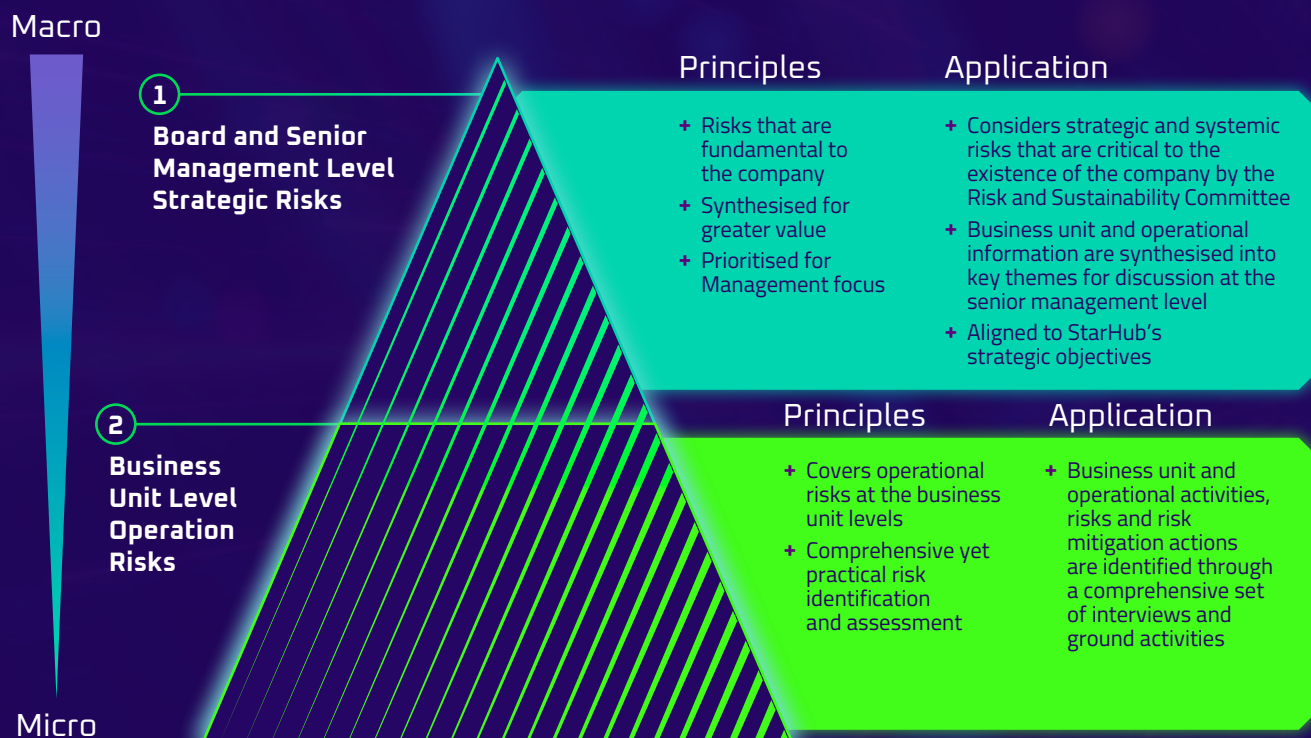 Macro
1
Board and Senior
Management Level
Strategic Risks
Principles
+ Risks that are
fundamental to
the company
+ Synthesised for
greater value
+ Prioritised for
Management focus
Application
+ Considers strategic and systemic
risks that are critical to the
existence of the company by the
Risk and Sustainability Committee
+ Business unit and operational
information are synthesised into
key themes for discussion at the
senior management level
+ Aligned to StarHub’s
strategic objectives
2
Business
Unit Level
Operation
Risks
Principles
+ Covers operational
risks at the business
unit levels
+ Comprehensive yet
practical risk
identification
and assessment
Application
+ Business unit and
operational activities,
risks and risk
mitigation actions
are identified through
a comprehensive set
of interviews and
ground activities
Micro